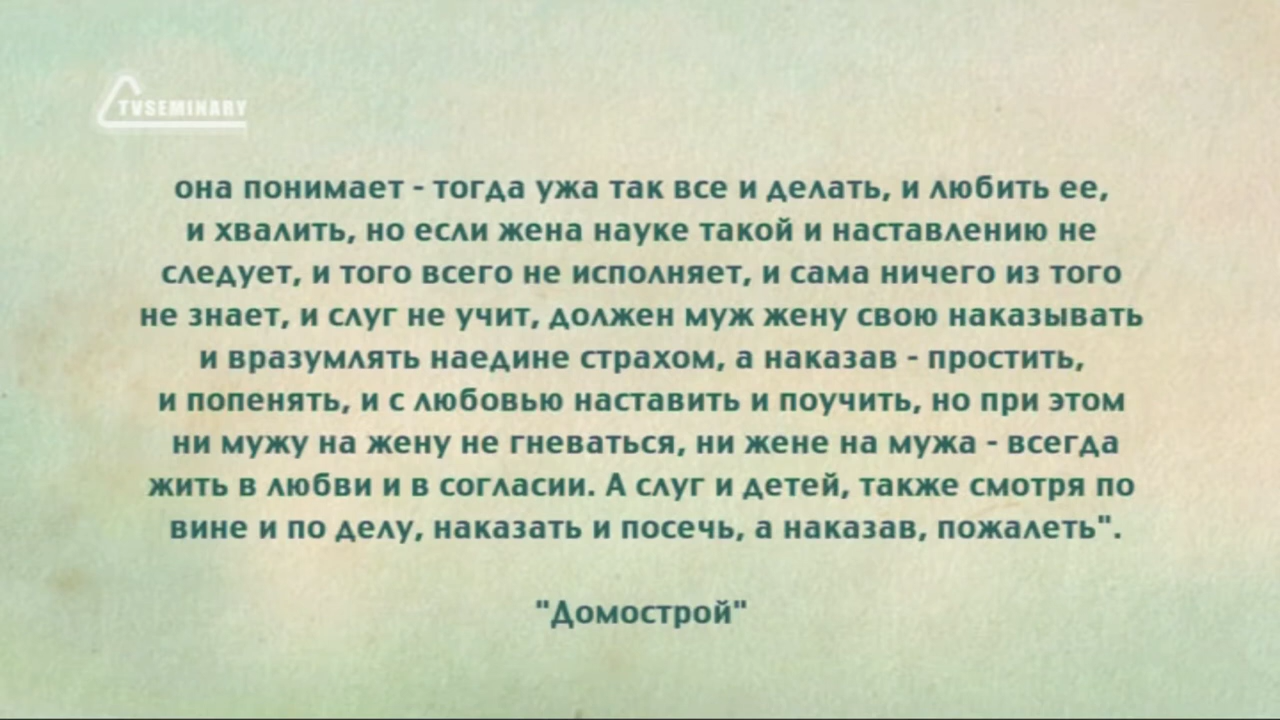 TVSEMINARY
она понимает - тогда ужа так все и делать, и любить ее,
и хвалить, но если жена науке такой и наставлению не
следует, и того всего не исполняет, и сама ничего из того
не знает, и слуг не учит, должен муж жену свою наказывать
и вразумлять наедине страхом, а наказав - простить,
и попенять, и с любовью наставить и поучить, но при этом
ни мужу на жену не гневаться, ни жене на мужа - всегда
жить в любви и в согласии. А слуг и детей, также смотря по
вине и по делу, наказать и посечь, а наказав, пожалеть".
"Домострой"